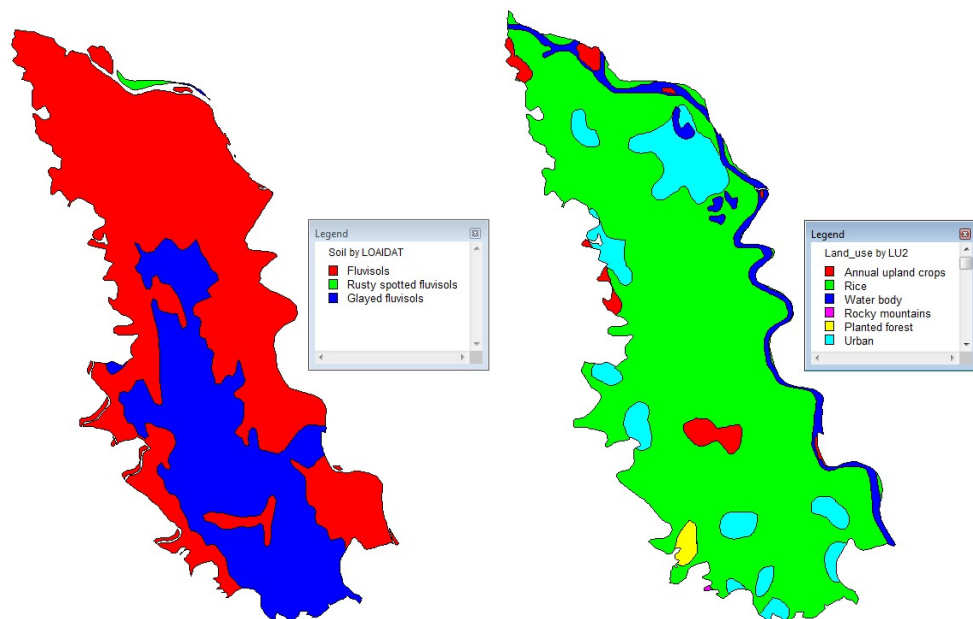 Legend
Soil by LOAIDAT
Fluvisols
Rusty spotted fluvisols
Glayed fluvisols
Legend
Land_use by LU2
Annual upland crops
Rice
Water body
Rocky mountains
Planted forest
Urban